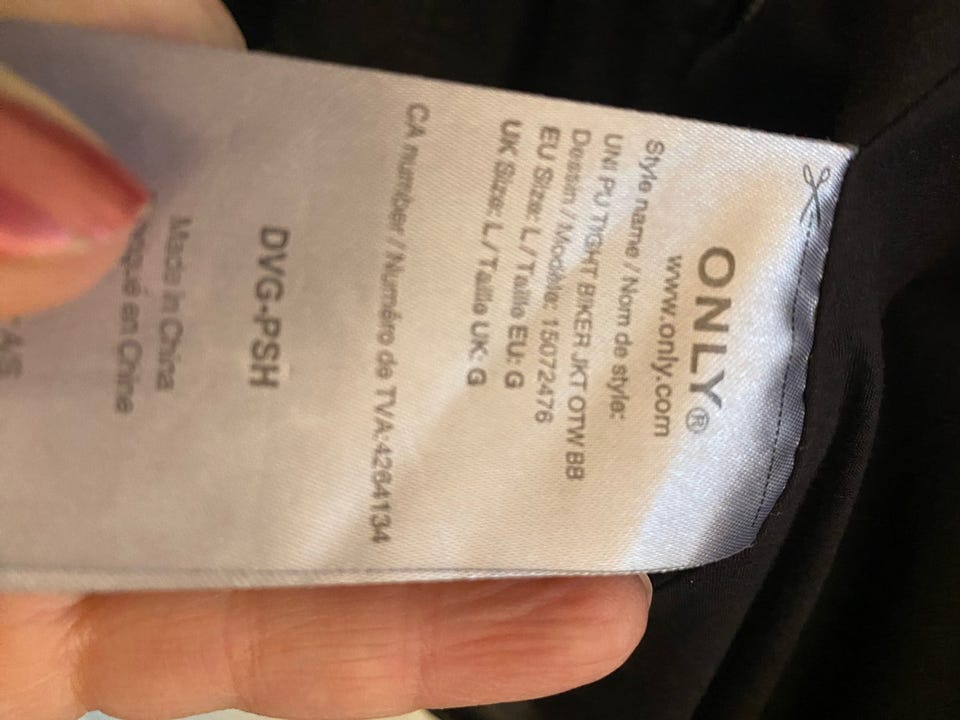 ONLY®
www.only.com
Style name / Nom de style:
UNI PU TIGHT BIKER JKT OTW BB
Dessin / Modèle: 15072476
EU Size: L / Taille EU: G
UK Size: L / Taille UK: G
CA number / Numéro de TVA:4264134
DVG-PSH
Made in China
en Chine